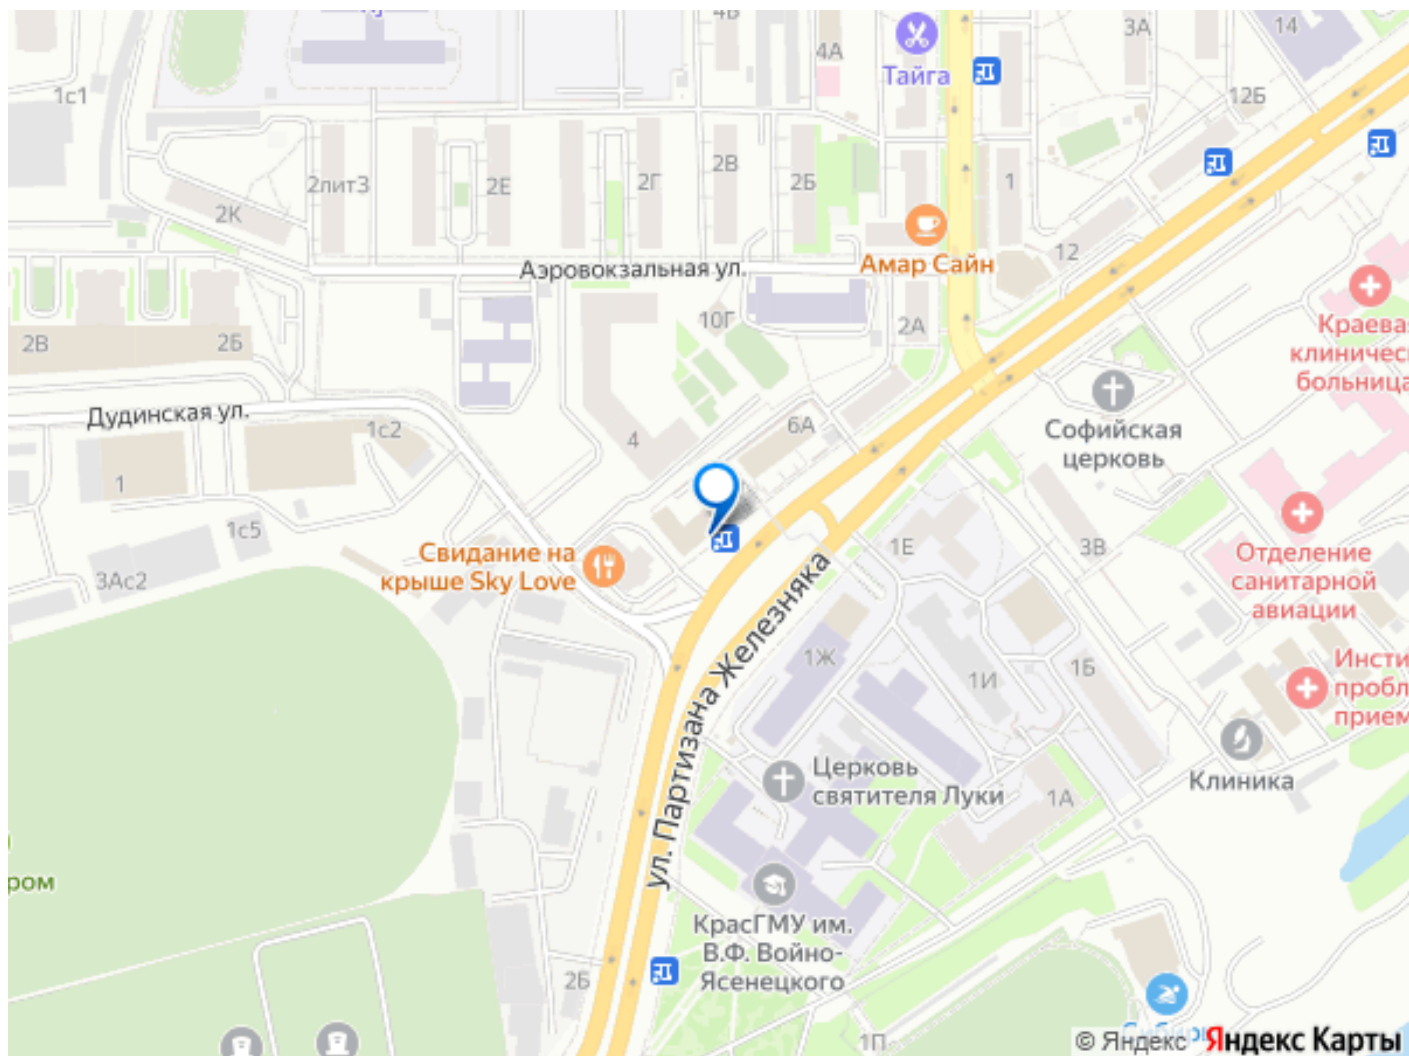 4Б
3А
14
4А
Тайга
1с1
12Б
2лит3
2Е
2Г
2В
2Б
1
2К
12
Аэровокзальная ул.
Амар Сайн
Краевая
клиничес
больница
2В
2Б
10Г
2А
Дудинская ул.
1с2
4
6А
Софийская
церковь
1
1с5
3Ас2
Свидание на
крыше Sky Love
1Е
3В
Отделение
санитарной
авиации
ул. Партизана Железняка
1Ж
1И
1Б
Инсти
пробл
прием
Клиника
Церковь
святителя Луки
1А
ром
КрасГМУ им.
В.Ф. Войно-
Ясенецкого
2Б
1П
© Яндекс Яндекс Карты